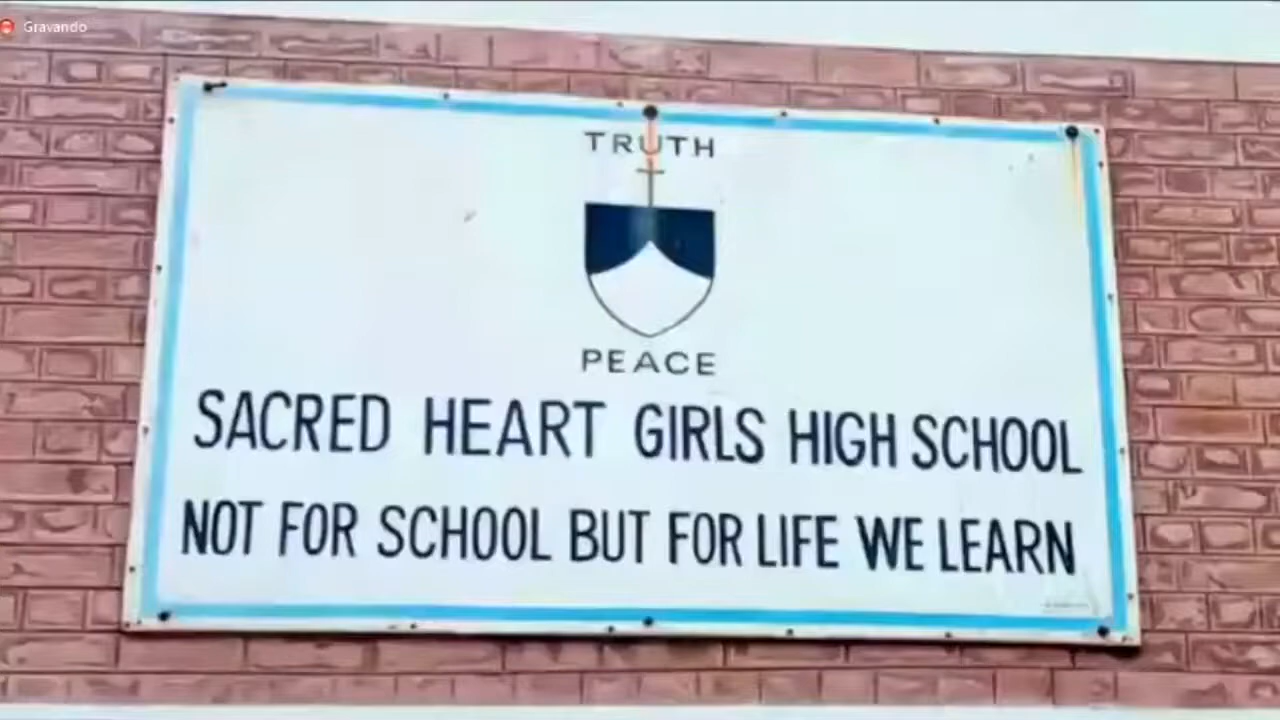 Gravando
TRUTH
PEACE
SACRED HEART GIRLS HIGH SCHOOL
NOT FOR SCHOOL BUT FOR LIFE WE LEARN